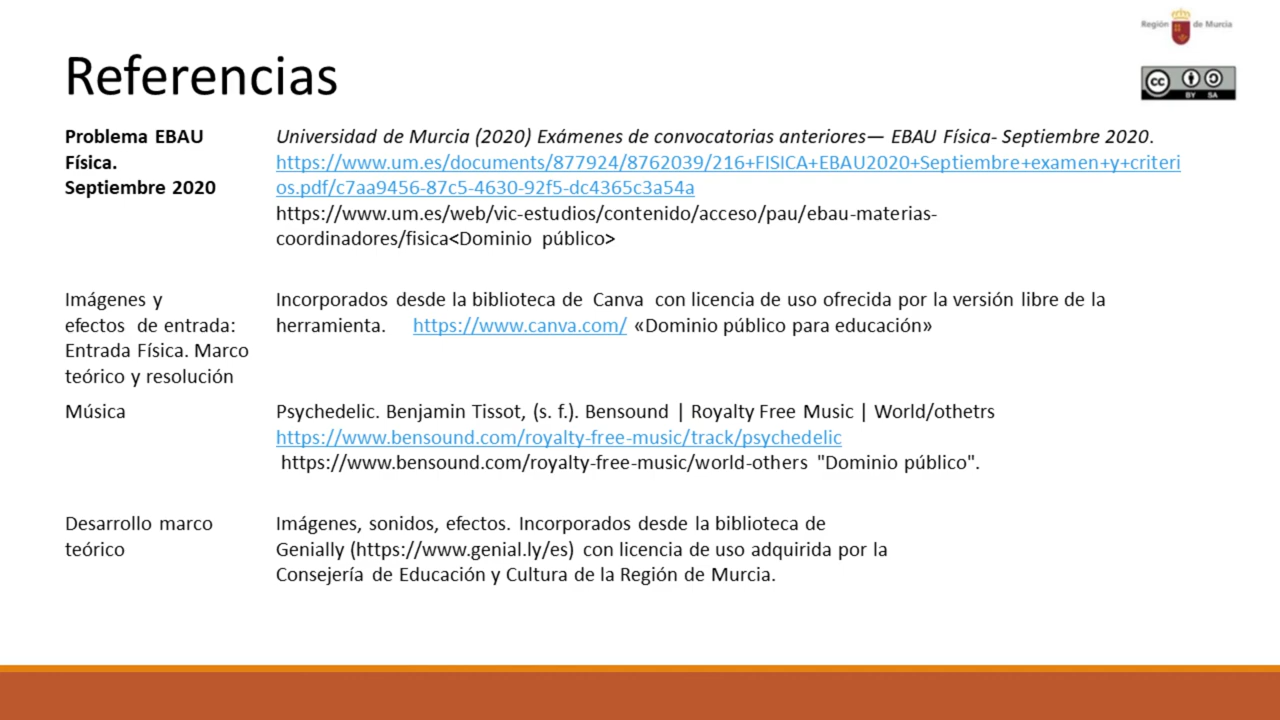 Región de Murcia
Referencias
BY SA
Problema EBAU
Física.
Septiembre 2020
Universidad de Murcia (2020) Exámenes de convocatorias anteriores— EBAU Física- Septiembre 2020.
https://www.um.es/documents/877924/8762039/216+FISICA+EBAU2020+Septiembre+examen+y+criteri
os.pdf/c7aa9456-87c5-4630-92f5-dc4365c3a54a
https://www.um.es/web/vic-estudios/contenido/acceso/pau/ebau-materias-
coordinadores/fisica<Dominio público>
Imágenes y
efectos de entrada:
Entrada Física. Marco
teórico y resolución
Incorporados desde la biblioteca de Canva con licencia de uso ofrecida por la versión libre de la
herramienta. https://www.canva.com/ «Dominio público para educación»
Música
Psychedelic. Benjamin Tissot, (s. f.). Bensound | Royalty Free Music | World/othetrs
https://www.bensound.com/royalty-free-music/track/psychedelic
https://www.bensound.com/royalty-free-music/world-others "Dominio público".
Desarrollo marco
teórico
Imágenes, sonidos, efectos. Incorporados desde la biblioteca de
Genially (https://www.genial.ly/es) con licencia de uso adquirida por la
Consejería de Educación y Cultura de la Región de Murcia.